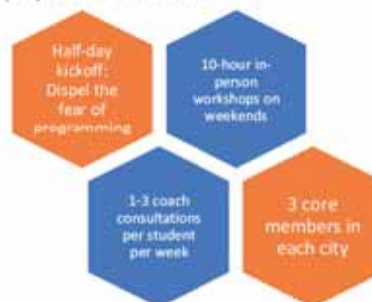 Half-day
kickoff:
Dispel the
fear of
programming
10-hour in-
person
workshops on
weekends
1-3 coach
consultations
per student
per week
3 core
members in
each city